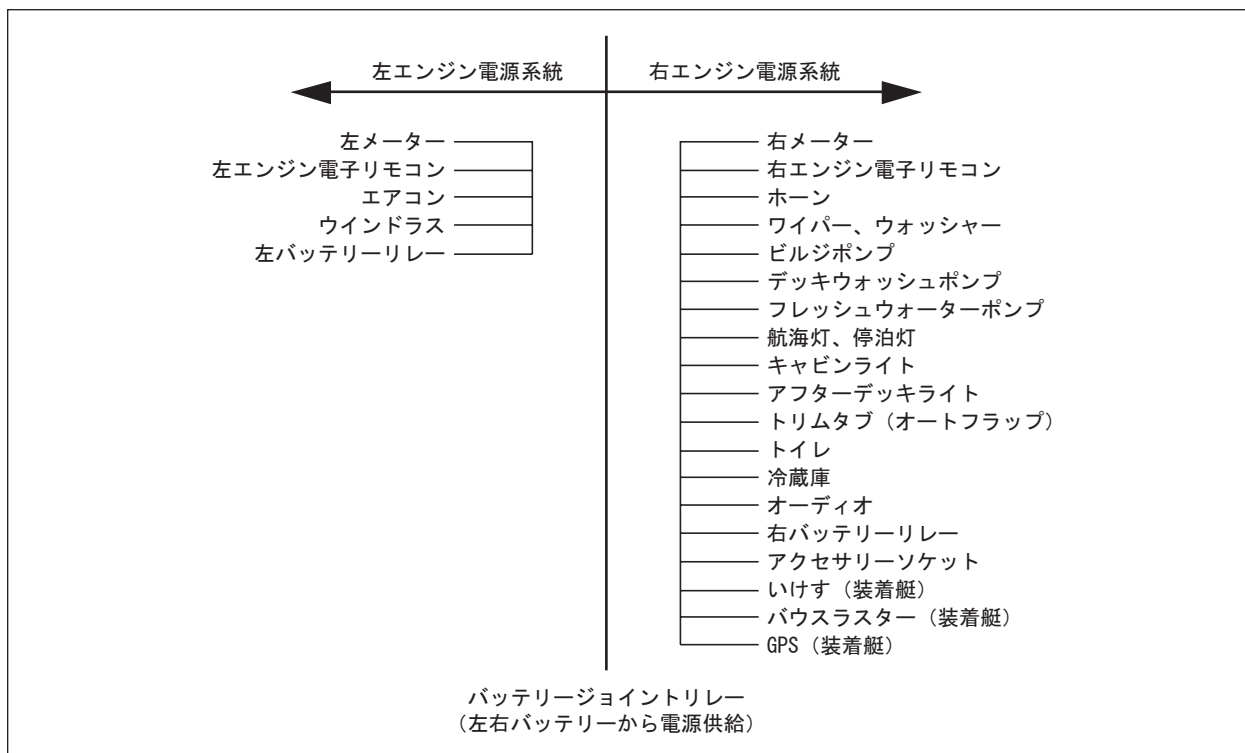 左エンジン電源系統
右エンジン電源系統
左メーター
左エンジン電子リモコン
エアコン
ウインドラス
左バッテリーリレー
右メーター
右エンジン電子リモコン
ホーン
ワイパー、ウォッシャー
ビルジポンプ
デッキウォッシュポンプ
フレッシュウォーターポンプ
航海灯、停泊灯
キャビンライト
アフターデッキライト
トリムタブ（オートフラップ）
トイレ
冷蔵庫
オーディオ
右バッテリーリレー
アクセサリーソケット
いけす（装着艇）
バウスラスター（装着艇）
GPS（装着艇）
バッテリージョイントリレー
（左右バッテリーから電源供給）